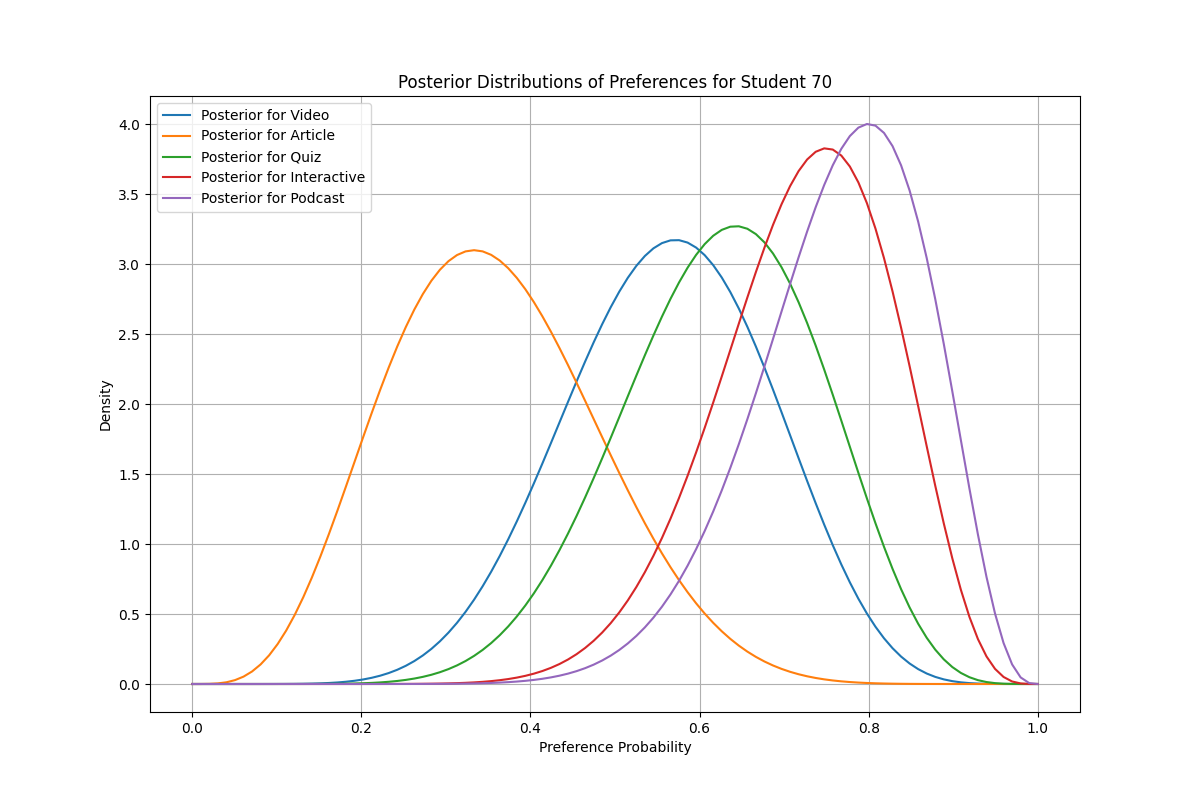 Posterior Distributions of Preferences for Student 70
Posterior for Video
Posterior for Article
Posterior for Quiz
Posterior for Interactive
Posterior for Podcast
4.0
3.5
3.0
2.5
2.0
1.5
1.0
0.5
0.0
Density
0.0 0.2 0.4 0.6 0.8 1.0
Preference Probability